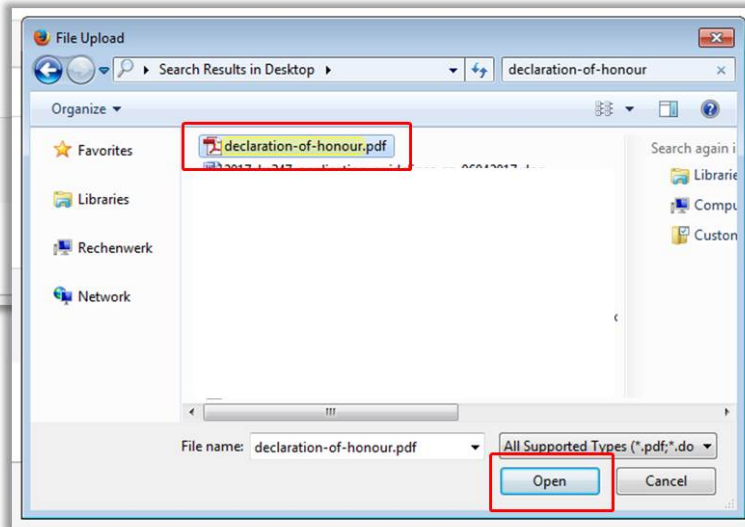 File Upload
Search Results in Desktop
declaration-of-honour
Organize
Favorites
Libraries
Rechenwerk
Network
declaration-of-honour.pdf
Search again i
Librarie
Compu
Custon
File name:
declaration-of-honour.pdf
All Supported Types (*.pdf;*.do
Open
Cancel